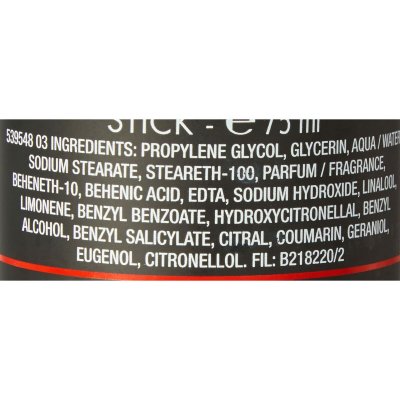 STICK - ℮ 75 ml
539548 03 INGREDIENTS: PROPYLENE GLYCOL, GLYCERIN, AQUA / WATER
SODIUM STEARATE, STEARETH-100, PARFUM / FRAGRANCE,
BEHENETH-10, BEHENIC ACID, EDTA, SODIUM HYDROXIDE, LINALOOL,
LIMONENE, BENZYL BENZOATE, HYDROXYCITRONELLAL, BENZYL
ALCOHOL, BENZYL SALICYLATE, CITRAL, COUMARIN, GERANIOL,
EUGENOL, CITRONELLOL. FIL: B218220/2